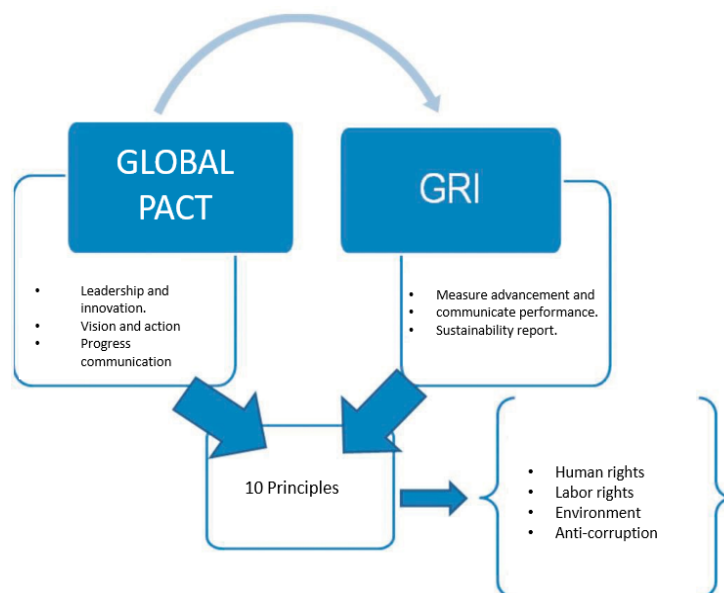 GLOBAL
PACT
GRI
• Leadership and
innovation.
• Vision and action
• Progress
communication
• Measure advancement and
• communicate performance.
• Sustainability report.
10 Principles
• Human rights
• Labor rights
• Environment
• Anti-corruption